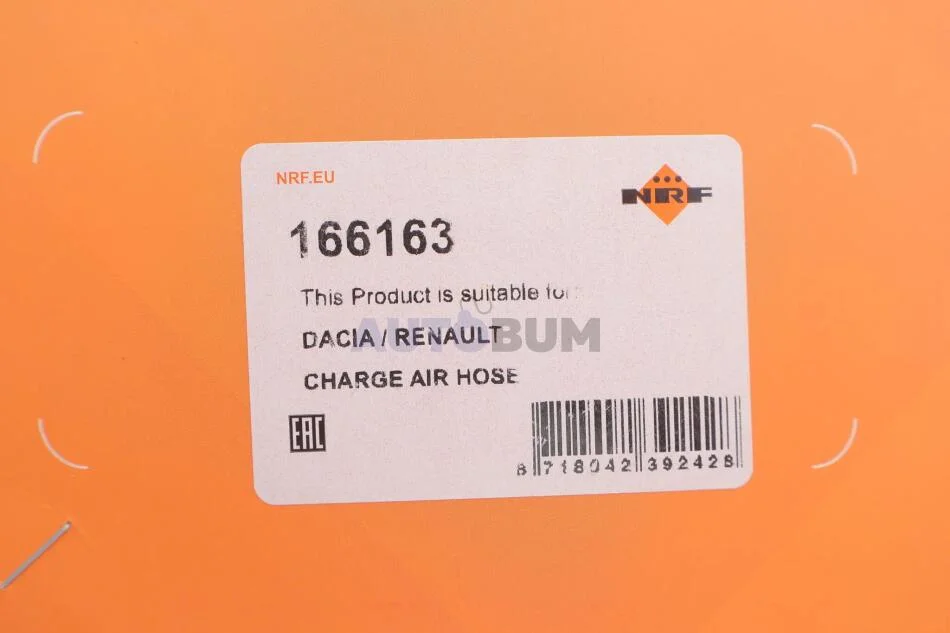 NRF.EU
NRF
166163
This Product is suitable for:
DACIA / RENAULT
AUTOBUM
CHARGE AIR HOSE
EAC
8 718042 392428